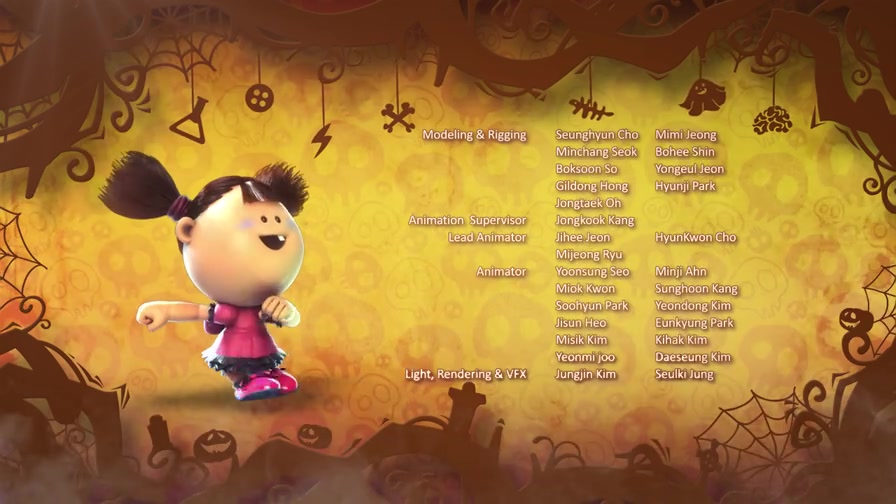 Modeling & Rigging Seunghyun Cho Mimi Jeong
Minchang Seok Bohee Shin
Boksoon So Yongeul Jeon
Gildong Hong Hyunji Park
Jongtaek Oh
Animation Supervisor Jongkook Kang
Lead Animator Jihee Jeon HyunKwon Cho
Mijeong Ryu
Animator Yoonsung Seo Minji Ahn
Miok Kwon Sunghoon Kang
Soohyun Park Yeondong Kim
Jisun Heo Eunkyung Park
Misik Kim Kihak Kim
Yeonmi joo Daeseung Kim
Light, Rendering & VFX Jungjin Kim Seulki Jung